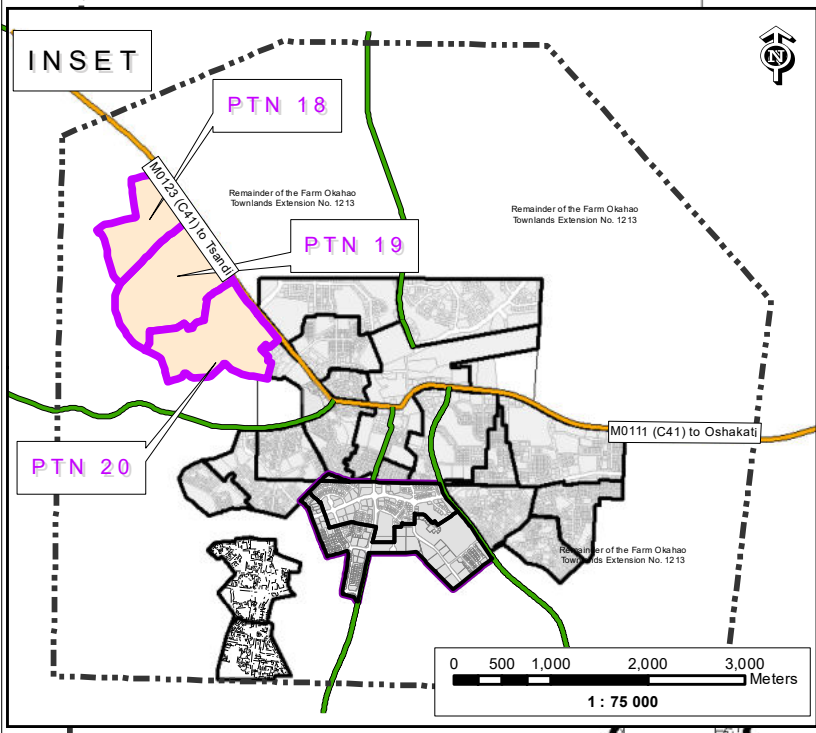 INSET
N
PTN 18
M0123 (C41) to Tsandi
Remainder of the Farm Okahao
Townlands Extension No. 1213
Remainder of the Farm Okahao
Townlands Extension No. 1213
PTN 19
M0111 (C41) to Oshakati
PTN 20
Remainder of the Farm Okahao
Townlands Extension No. 1213
0 500 1,000 2,000 3,000
Meters
1 : 75 000